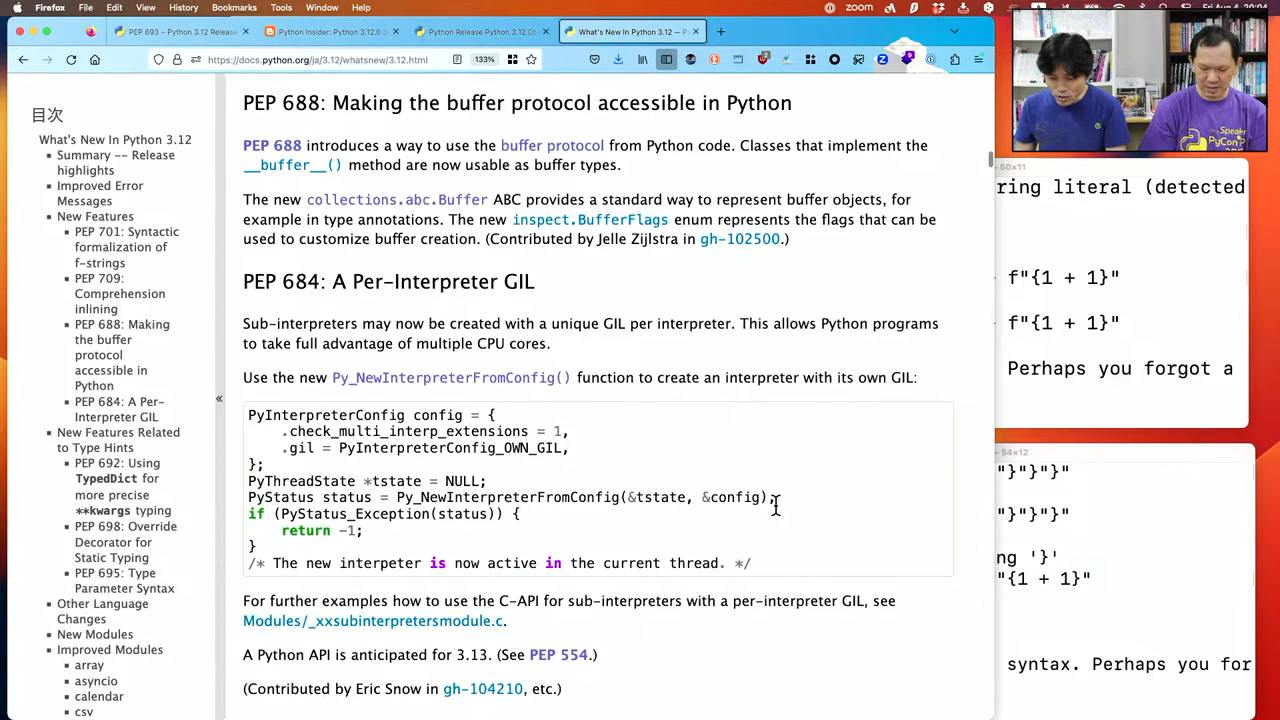 Firefox File Edit View History Bookmarks Tools Window Help
zoom
Fri Aug 4 20:04
PEP 693 – Python 3.12 Release
Python Insider: Python 3.12.0 b
Python Release Python 3.12.0b
What's New In Python 3.12 — P
https://docs.python.org/ja/3.12/whatsnew/3.12.html
133%
目次
What's New In Python 3.12
Summary -- Release
highlights
Improved Error
Messages
New Features
PEP 701: Syntactic
formalization of
f-strings
PEP 709:
Comprehension
inlining
PEP 688: Making
the buffer
protocol
accessible in
Python
PEP 684: A Per-
Interpreter GIL
New Features Related
to Type Hints
PEP 692: Using
TypedDict for
more precise
**kwargs
typing
PEP 698: Override
Decorator for
Static Typing
PEP 695: Type
Parameter Syntax
Other Language
Changes
New Modules
Improved Modules
array
asyncio
calendar
csv
«
PEP 688: Making the buffer protocol accessible in Python
PEP 688 introduces a way to use the buffer protocol from Python code. Classes that implement the
__buffer__() method are now usable as buffer types.
The new collections.abc.Buffer ABC provides a standard way to represent buffer objects, for
example in type annotations. The new inspect.BufferFlags enum represents the flags that can be
used to customize buffer creation. (Contributed by Jelle Zijlstra in gh-102500.)
PEP 684: A Per-Interpreter GIL
Sub-interpreters may now be created with a unique GIL per interpreter. This allows Python programs
to take full advantage of multiple CPU cores.
Use the new Py_NewInterpreterFromConfig() function to create an interpreter with its own GIL:
PyInterpreterConfig config = {
.check_multi_interp_extensions = 1,
.gil = PyInterpreterConfig_OWN_GIL,
};
PyThreadState *tstate = NULL;
PyStatus status = Py_NewInterpreterFromConfig(&tstate, &config);
if (PyStatus_Exception(status)) {
return -1;
}
/* The new interpeter is now active in the current thread. */
For further examples how to use the C-API for sub-interpreters with a per-interpreter GIL, see
Modules/_xxsubinterpretersmodule.c.
A Python API is anticipated for 3.13. (See PEP 554.)
(Contributed by Eric Snow in gh-104210, etc.)
50×11
ring literal (detected
f"{1 + 1}"
f"{1 + 1}"
Perhaps you forgot a
54×12
"}"}"}"
"}"}"}"
ng '}'
"{1 + 1}"
syntax. Perhaps you for
I'm Speaker
PyCon